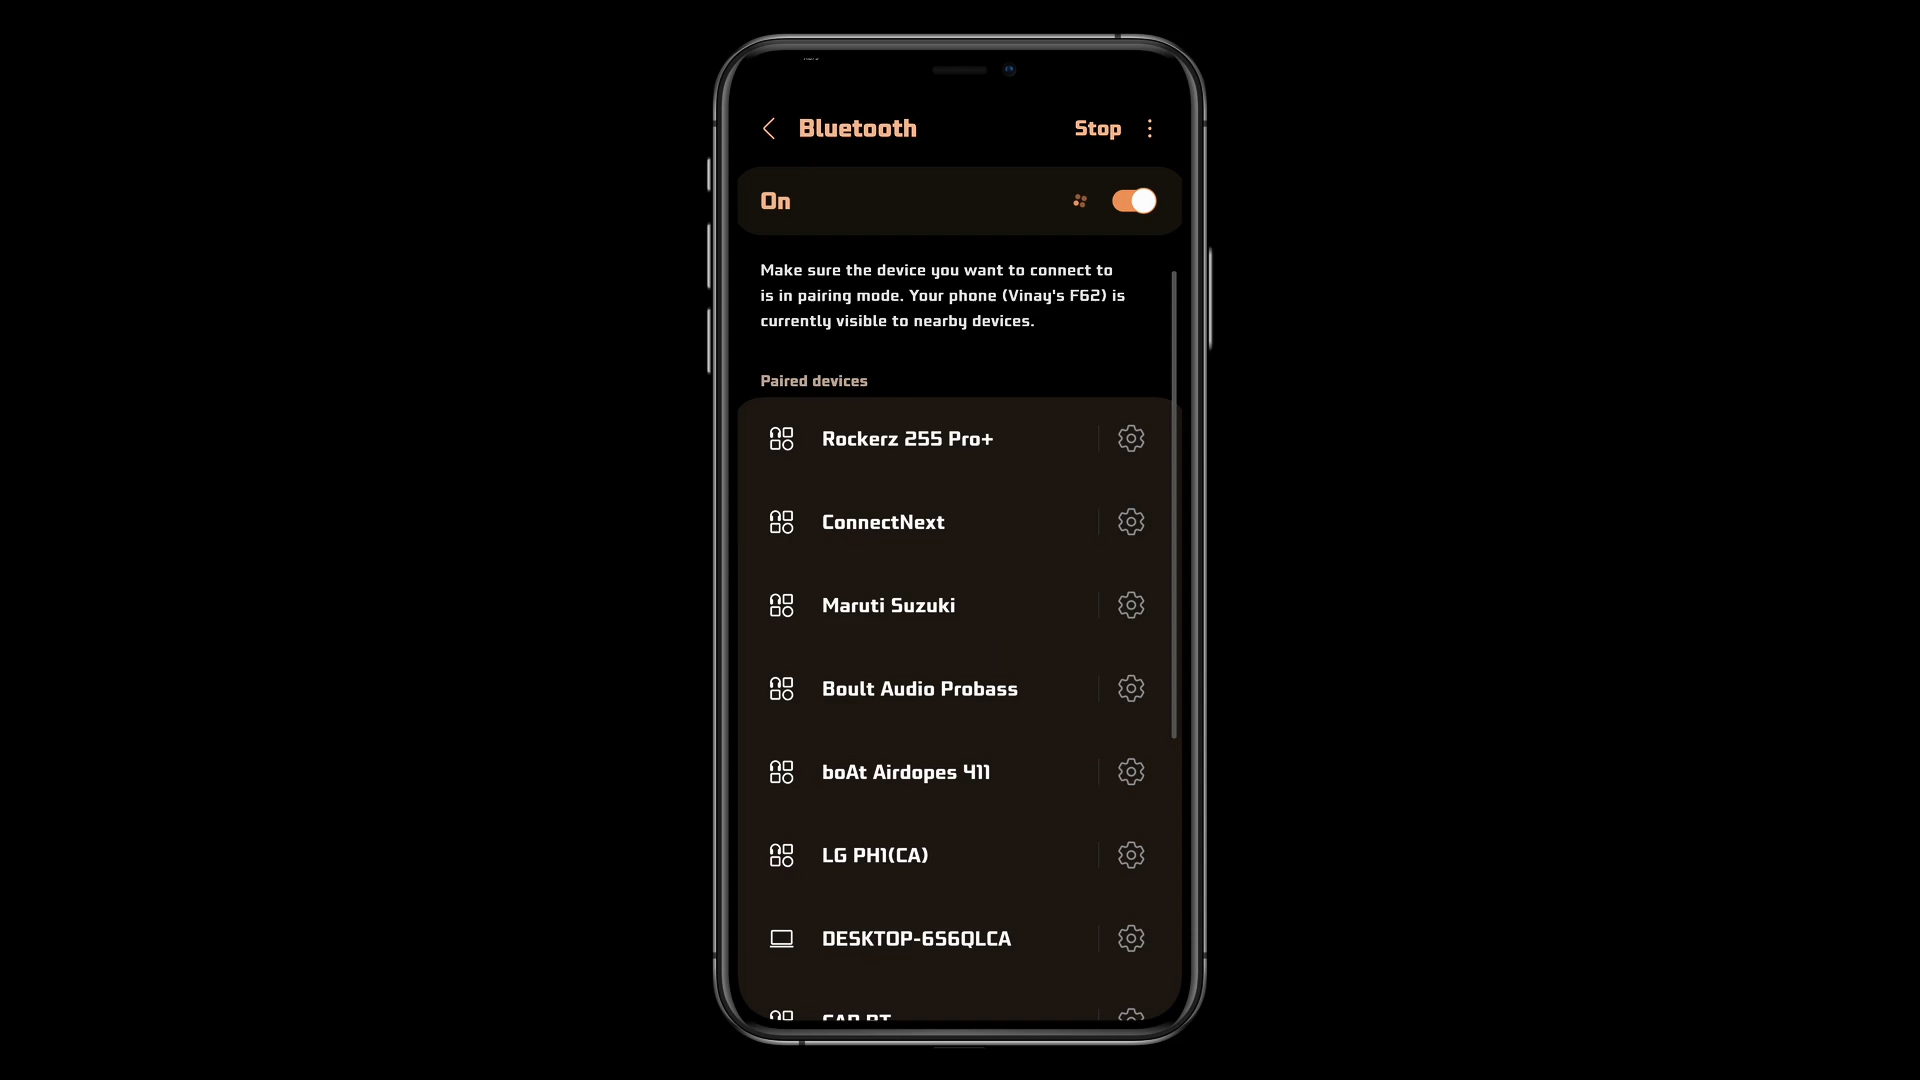 Bluetooth
Stop
On
Make sure the device you want to connect to
is in pairing mode. Your phone (Vinay's F62) is
currently visible to nearby devices.
Paired devices
Rockerz 255 Pro+
ConnectNext
Maruti Suzuki
Boult Audio Probass
boAt Airdopes 411
LG PH1(CA)
DESKTOP-656QLCA
CAR BT